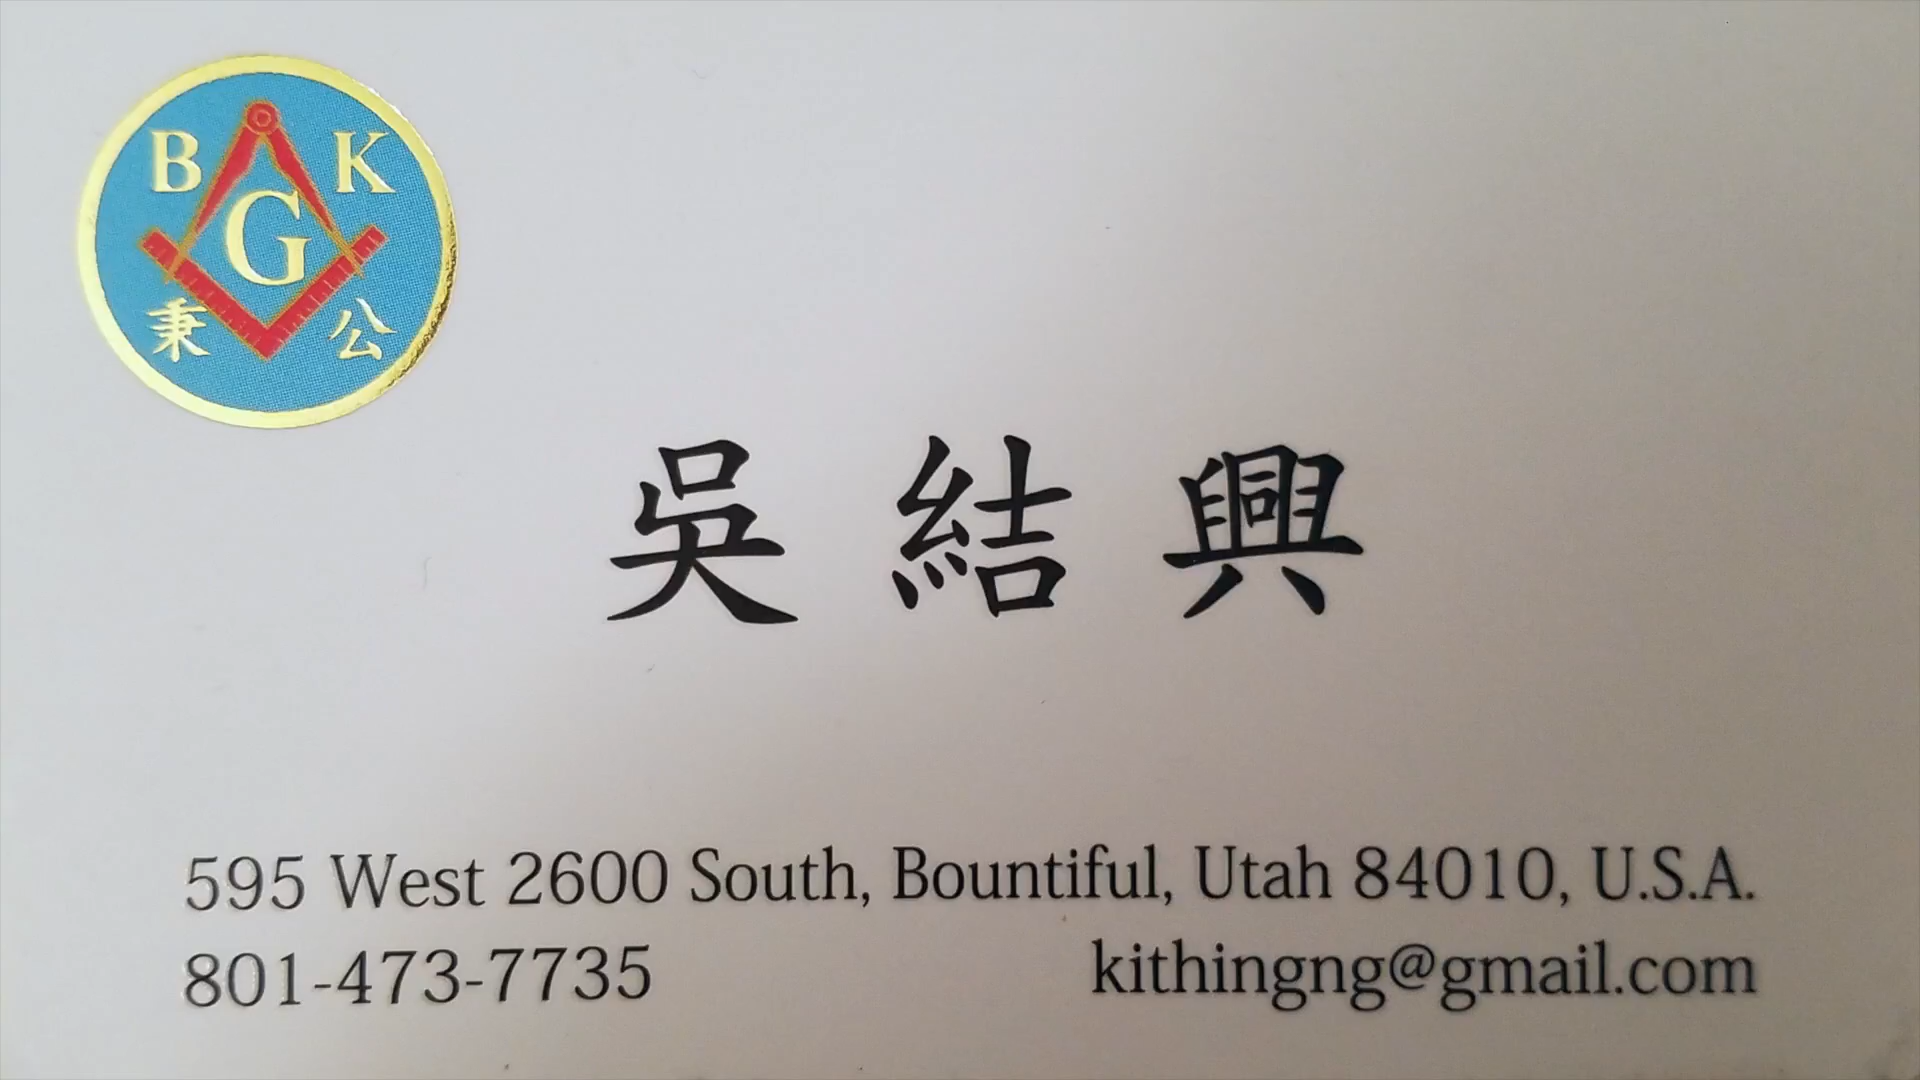 B K
G
秉 公
吳結興
595 West 2600 South, Bountiful, Utah 84010, U.S.A.
801-473-7735 kithingng@gmail.com